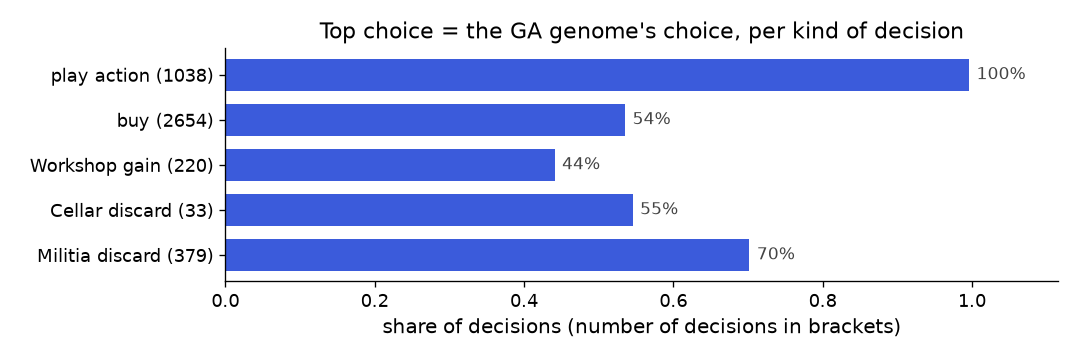 Top choice = the GA genome's choice, per kind of decision
play action (1038)
100%
buy (2654)
54%
Workshop gain (220)
44%
Cellar discard (33)
55%
Militia discard (379)
70%
0.0 0.2 0.4 0.6 0.8 1.0
share of decisions (number of decisions in brackets)